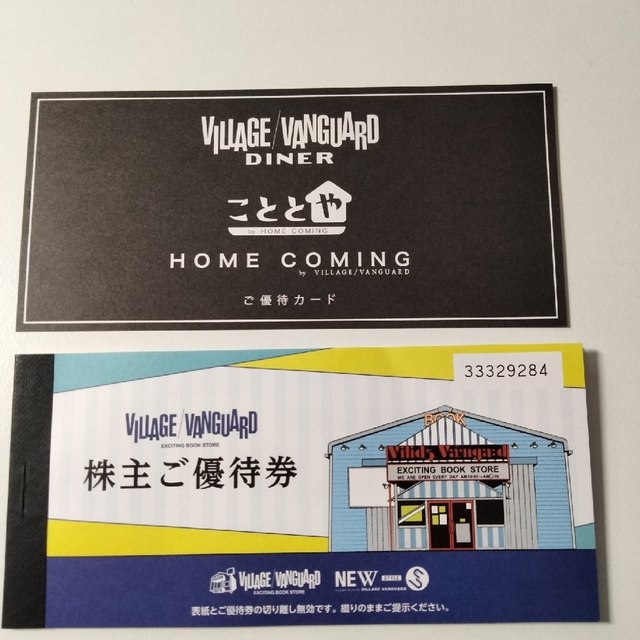 VILLAGE/VANGUARD
DINER
こととや
by HOME COMING
HOME COMING
by VILLAGE/VANGUARD
ご優待カード
33329284
VILLAGE/VANGUARD
EXCITING BOOK STORE
株主ご優待券
BOOK
EXCITING BOOK STORE
WE ARE OPEN EVERY DAY
VILLAGE/VANGUARD
EXCITING BOOK STORE
NEW STYLE
VILLAGE VANGUARD
表紙とご優待券の切り離し無効です。綴りのままご提示ください。